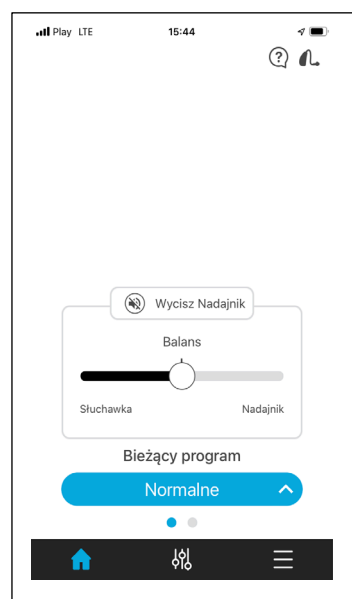 Play LTE 15:44
Wycisz Nadajnik
Balans
Słuchawka Nadajnik
Bieżący program
Normalne